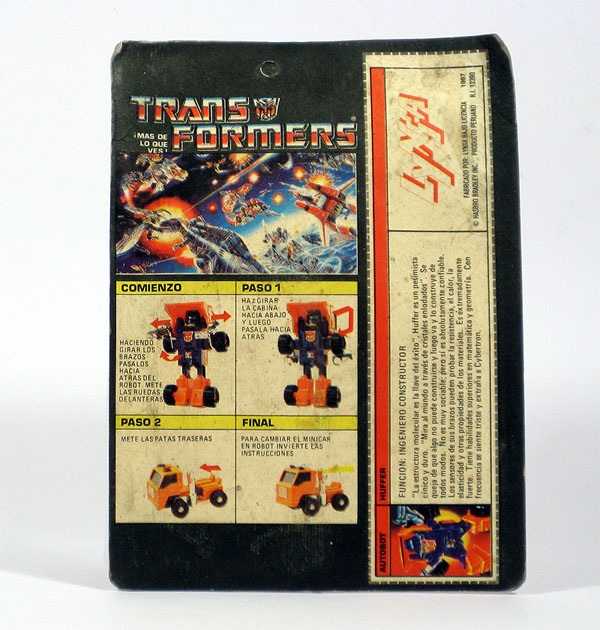 TRANS
FORMERS
¡MAS DE
LO QUE
VES!
COMIENZO
HACIENDO
GIRAR LOS
BRAZOS
PASALOS
HACIA
ATRAS DEL
ROBOT, METE
LAS RUEDAS
DELANTERAS
PASO 1
HAZ GIRAR
LA CABINA
HACIA ABAJO
Y LUEGO
PASALA HACIA
ATRAS
PASO 2
METE LAS PATAS TRASERAS
FINAL
PARA CAMBIAR EL MINICAR
EN ROBOT INVIERTE LAS
INSTRUCCIONES
AUTOBOT
HUFFER
FUNCION: INGENIERO CONSTRUCTOR
"La estructura molecular es la llave del éxito". Huffer es un pesimista
cínico y duro. "Mira al mundo a través de cristales enlodados". Se
queja de que algo no puede construirse y luego va y lo construye de
todos modos. No es muy sociable; pero sí es absolutamente confiable.
Los sensores de sus brazos pueden probar la resistencia, el calor, la
elasticidad y otras propiedades de los materiales. Es extremadamente
fuerte. Tiene habilidades superiores en matemática y geometría. Con
frecuencia se siente triste y extraña a Cybertron.
LYNXA
FABRICADO POR: LYNSA BAJO LICENCIA 1987
© HASBRO BRADLEY INC. PRODUCTO PERUANO R.I. 12390